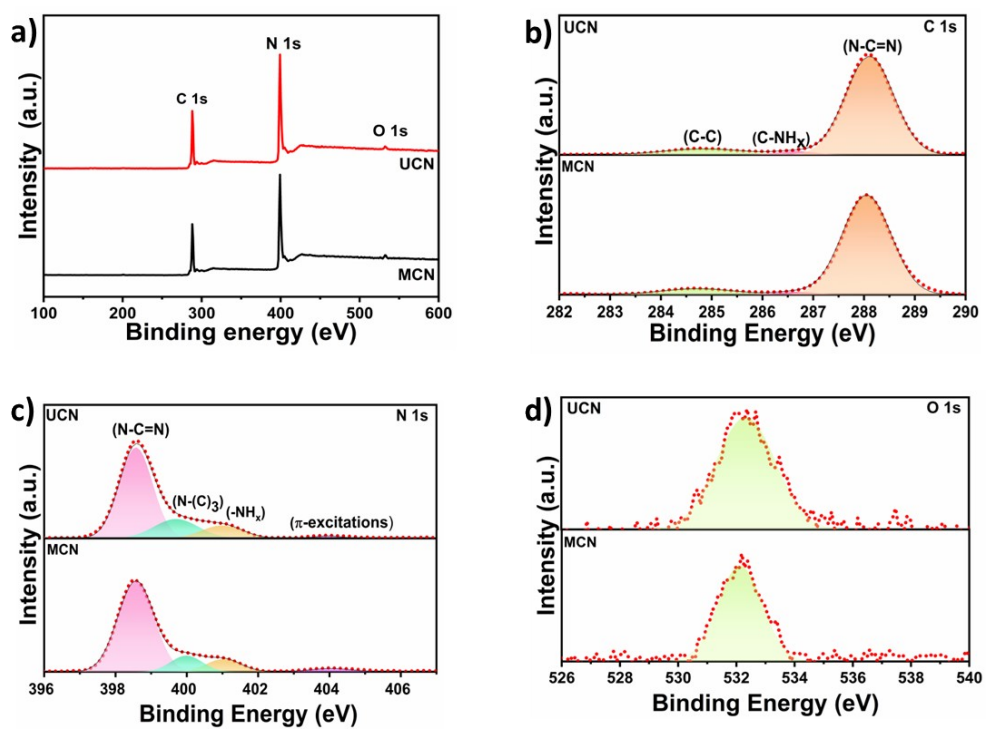 a)
N 1s
C 1s
O 1s
UCN
MCN
Intensity (a.u.)
100 200 300 400 500 600
Binding energy (eV)
b)
UCN
C 1s
(N-C=N)
(C-C)
(C-NHx)
MCN
Intensity (a.u.)
282 283 284 285 286 287 288 289 290
Binding Energy (eV)
c)
UCN
N 1s
(N-C=N)
(N-(C)3)
(-NHx)
(π-excitations)
MCN
Intensity (a.u.)
396 398 400 402 404 406
Binding Energy (eV)
d)
UCN
O 1s
MCN
Intensity (a.u.)
526 528 530 532 534 536 538 540
Binding Energy (eV)